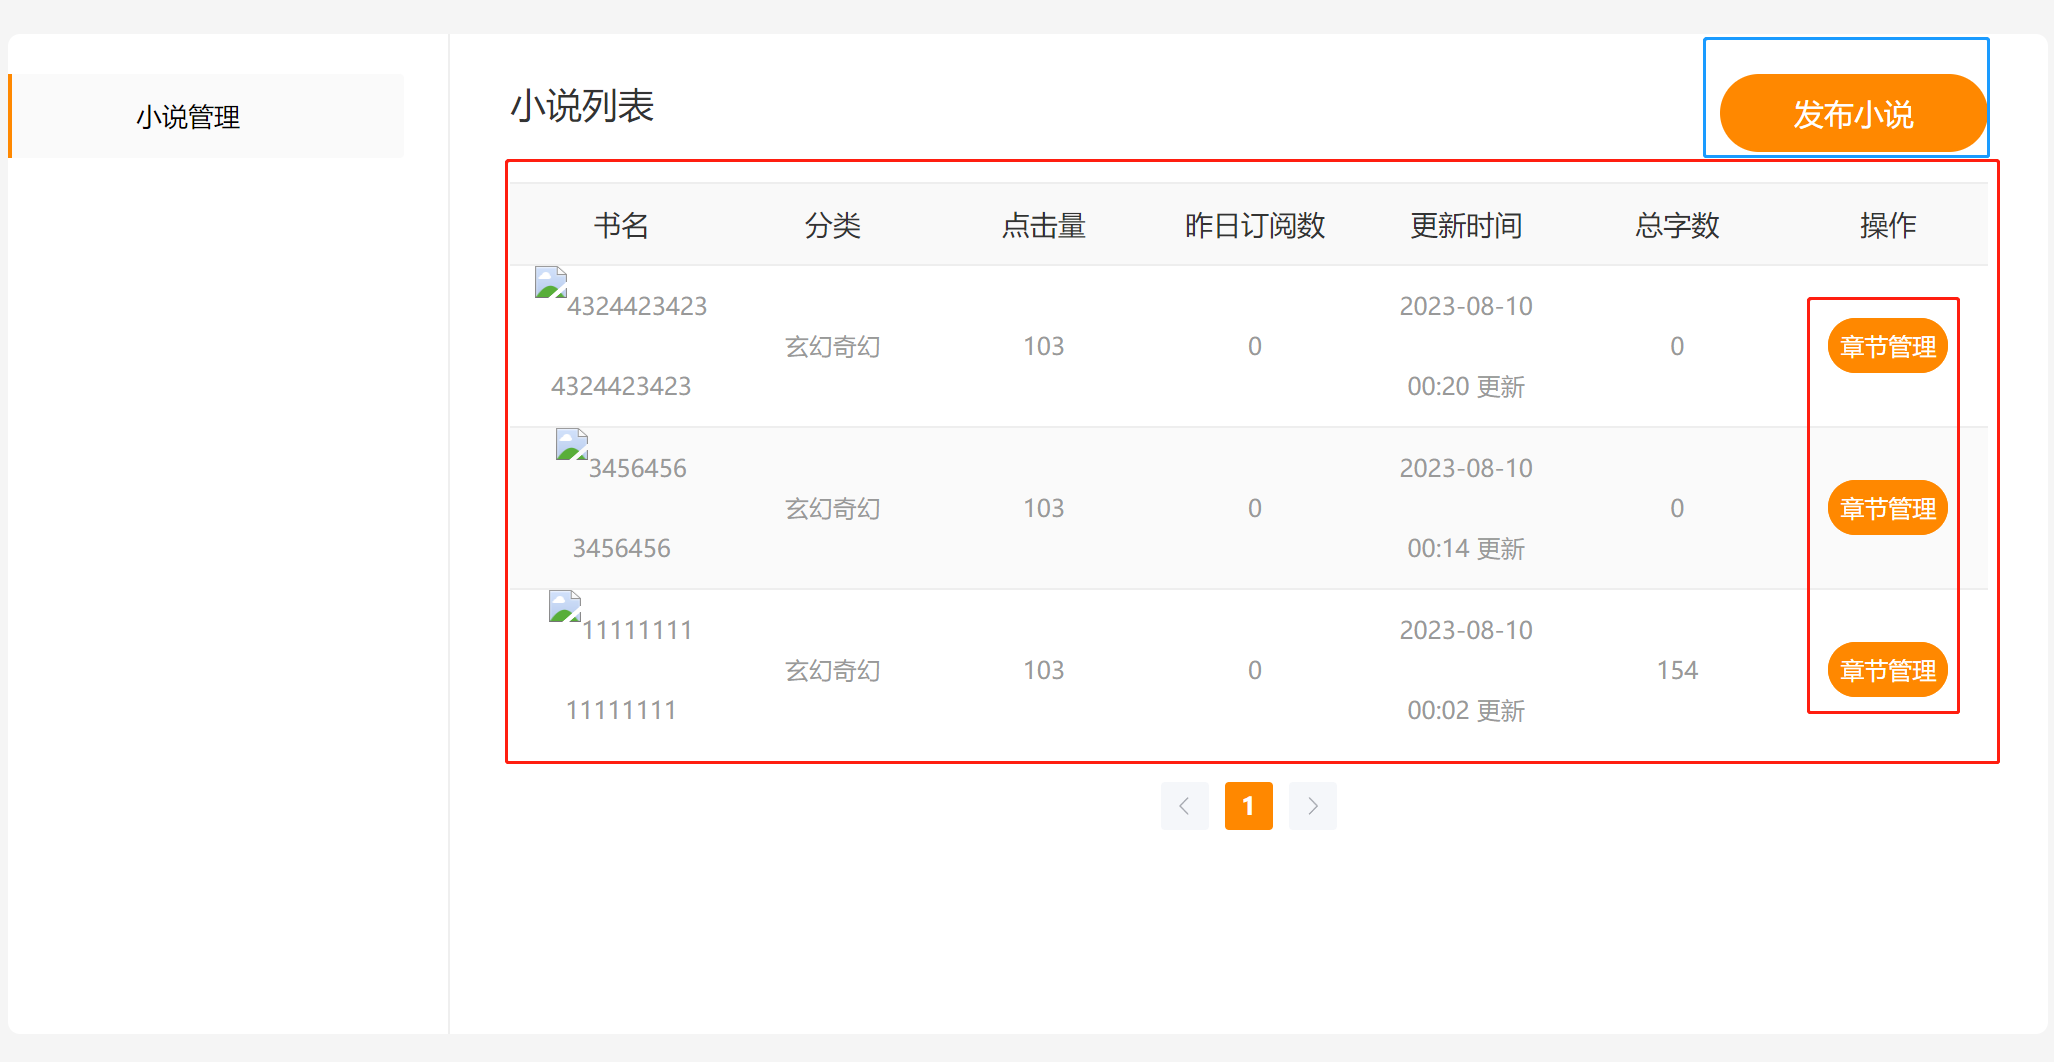 小说管理
小说列表
发布小说
书名 分类 点击量 昨日订阅数 更新时间 总字数 操作
4324423423
4324423423
玄幻奇幻 103 0
2023-08-10
00:20 更新
0 章节管理
3456456
3456456
玄幻奇幻 103 0
2023-08-10
00:14 更新
0 章节管理
11111111
11111111
玄幻奇幻 103 0
2023-08-10
00:02 更新
154 章节管理
1